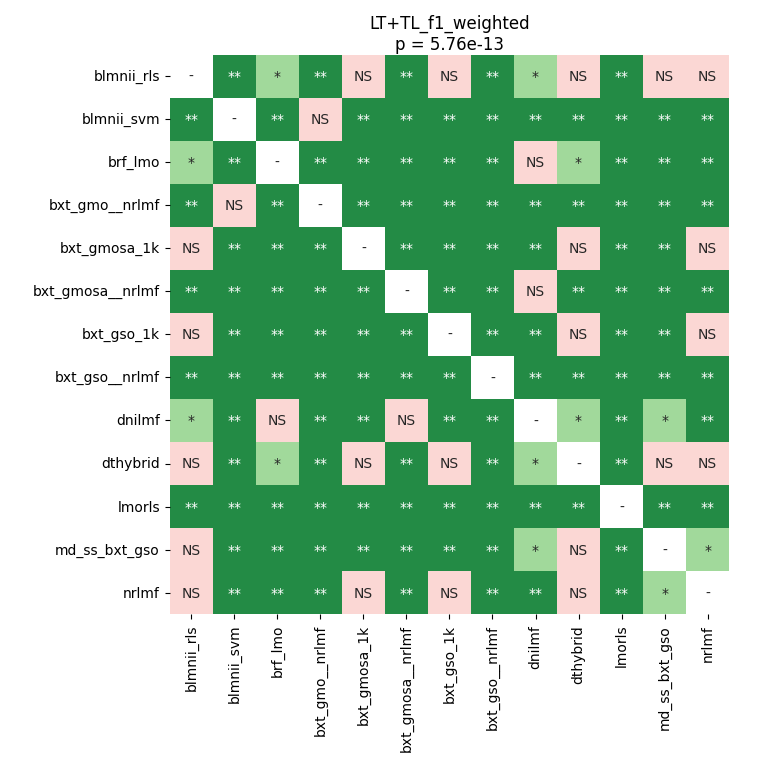 LT+TL_f1_weighted
p = 5.76e-13
blmnii_rls - ** * ** NS ** NS ** * NS ** NS NS
blmnii_svm ** - ** NS ** ** ** ** ** ** ** ** **
brf_lmo * ** - ** ** ** ** ** NS * ** ** **
bxt_gmo__nrlmf ** NS ** - ** ** ** ** ** ** ** ** **
bxt_gmosa_1k NS ** ** ** - ** ** ** ** NS ** ** NS
bxt_gmosa__nrlmf ** ** ** ** ** - ** ** NS ** ** ** **
bxt_gso_1k NS ** ** ** ** ** - ** ** NS ** ** NS
bxt_gso__nrlmf ** ** ** ** ** ** ** - ** ** ** ** **
dnilmf * ** NS ** ** NS ** ** - * ** * **
dthybrid NS ** * ** NS ** NS ** * - ** NS NS
lmorls ** ** ** ** ** ** ** ** ** ** - ** **
md_ss_bxt_gso NS ** ** ** ** ** ** ** * NS ** - *
nrlmf NS ** ** ** NS ** NS ** ** NS ** * -
blmnii_rls
blmnii_svm
brf_lmo
bxt_gmo__nrlmf
bxt_gmosa_1k
bxt_gmosa__nrlmf
bxt_gso_1k
bxt_gso__nrlmf
dnilmf
dthybrid
lmorls
md_ss_bxt_gso
nrlmf